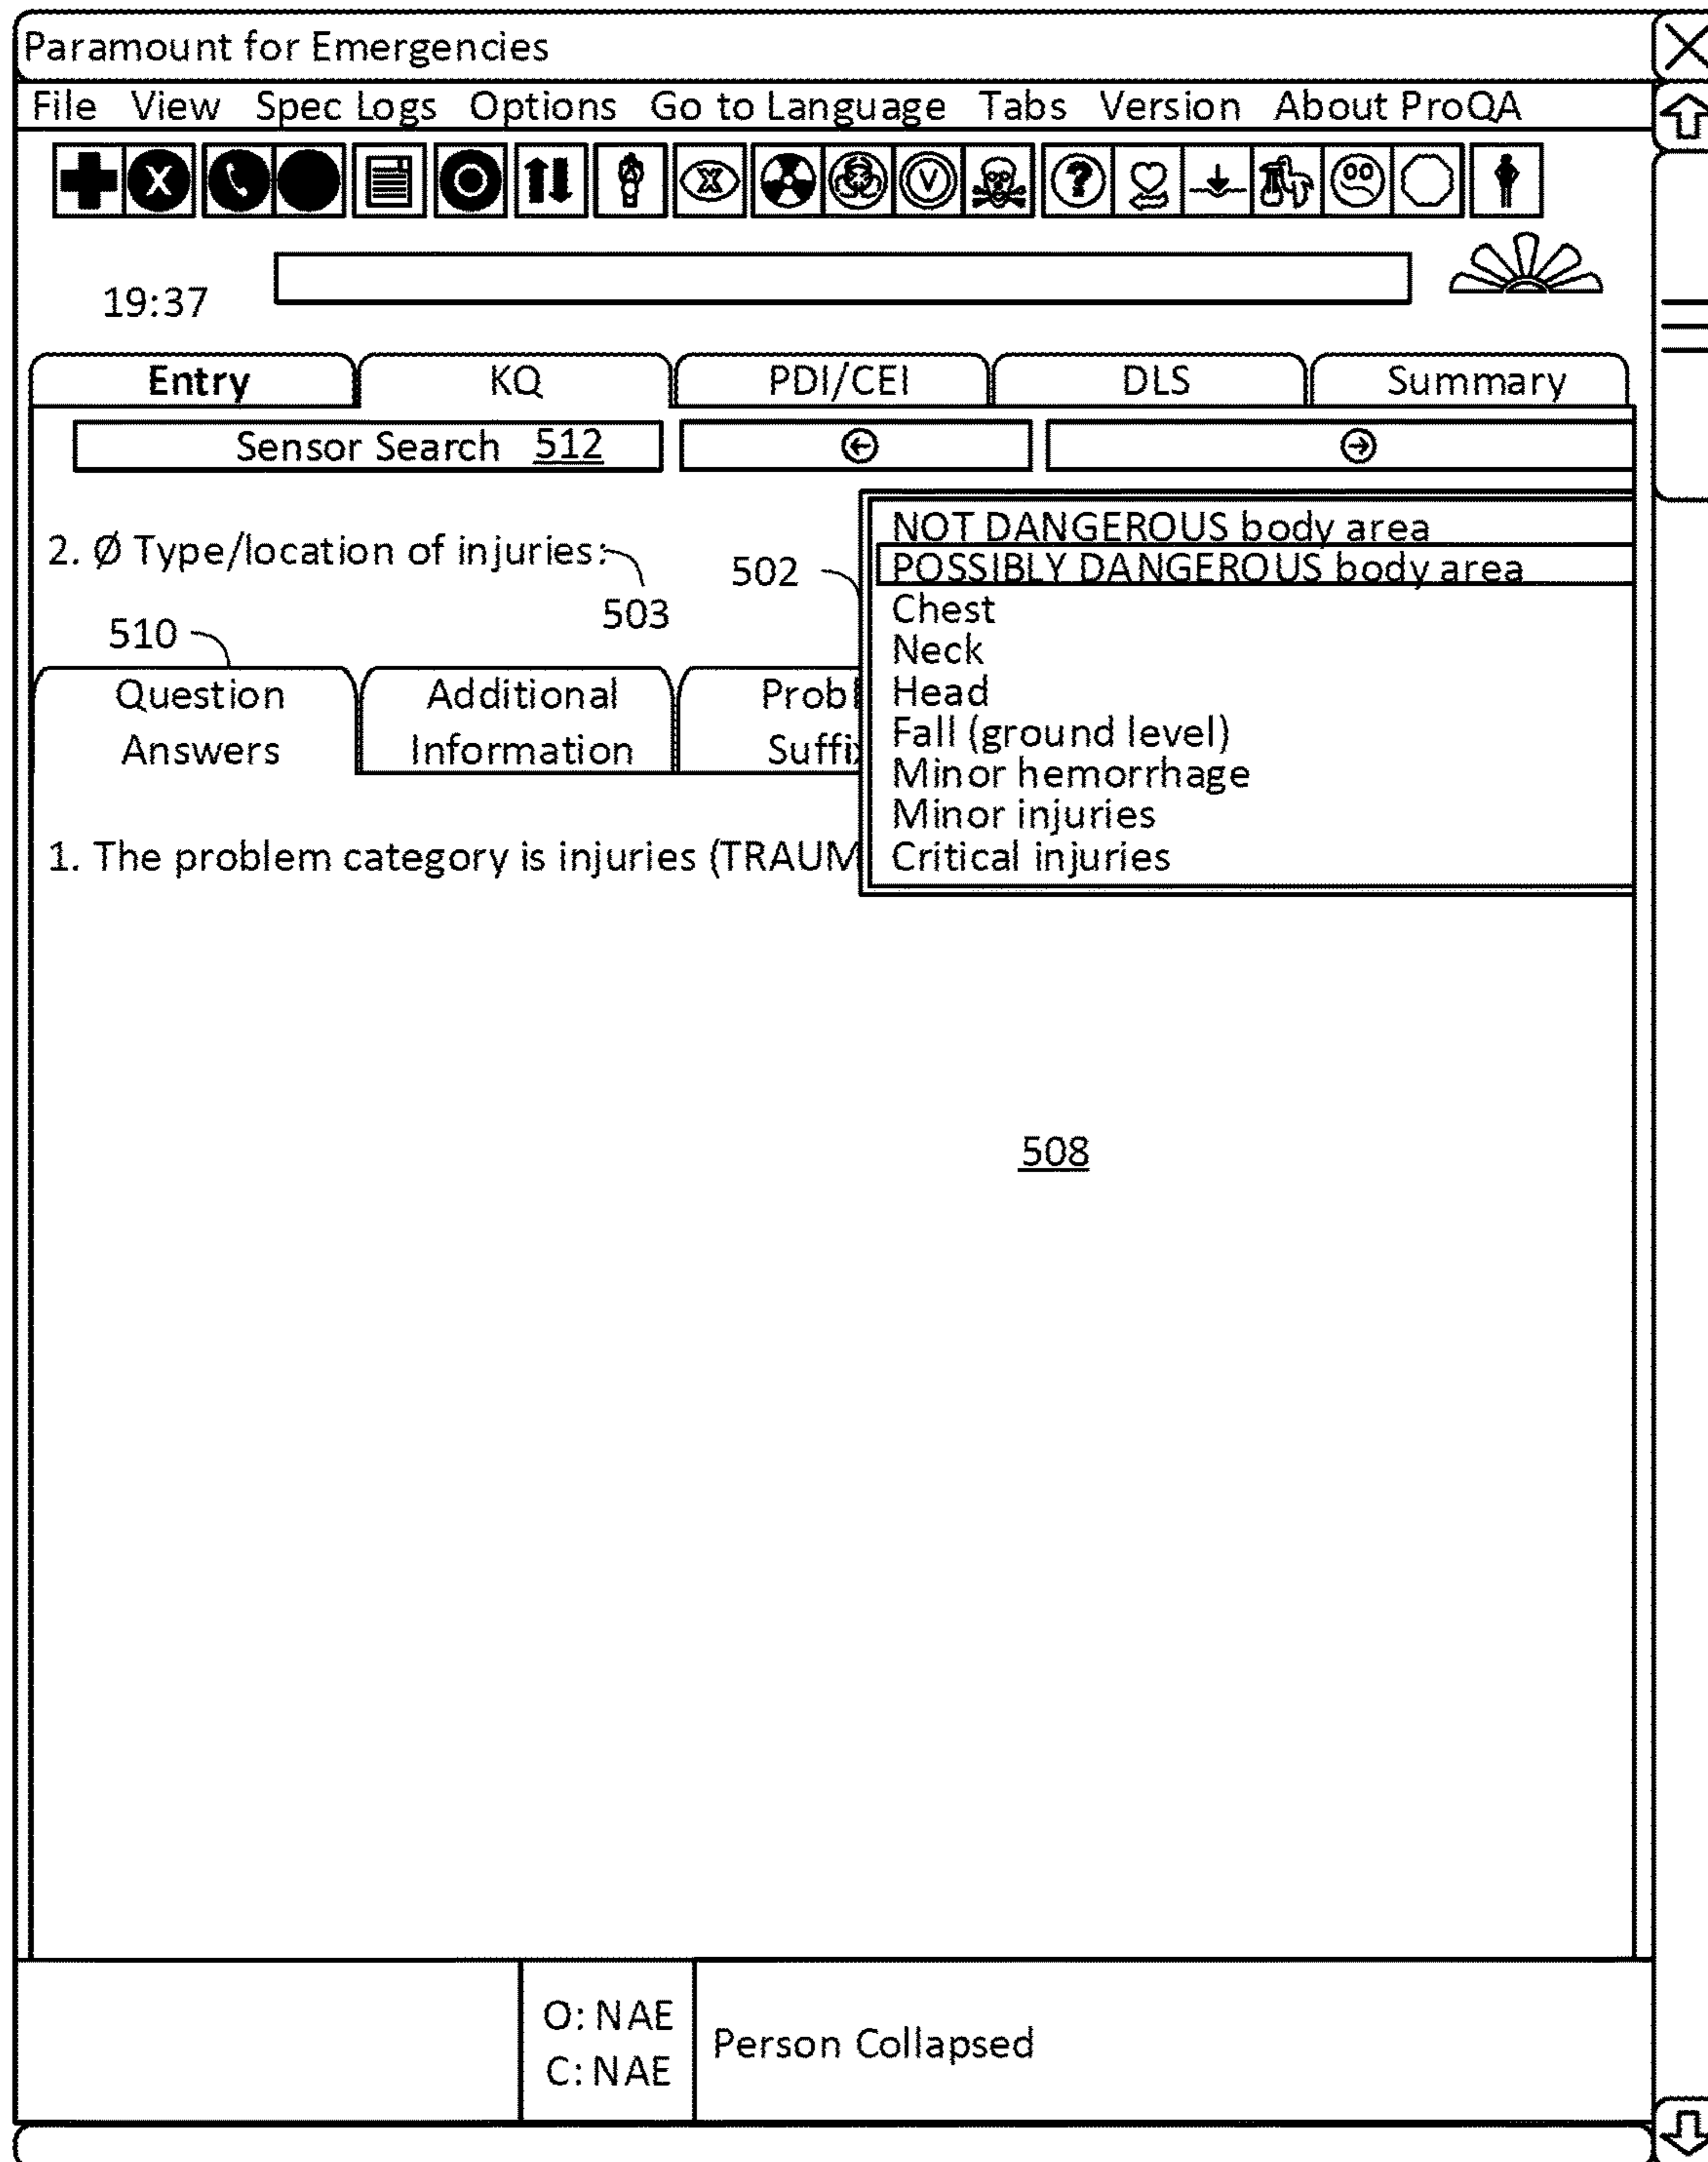 Paramount for Emergencies
File View Spec Logs Options Go to Language Tabs Version About ProQA
X X V ?
19:37
Entry KQ PDI/CEI DLS Summary
Sensor Search 512
2. Ø Type/location of injuries:
503
502
510
NOT DANGEROUS body area
POSSIBLY DANGEROUS body area
Chest
Neck
Head
Fall (ground level)
Minor hemorrhage
Minor injuries
Critical injuries
Question
Answers
Additional
Information
Prob
Suffi
1. The problem category is injuries (TRAUM
508
O: NAE
C: NAE
Person Collapsed